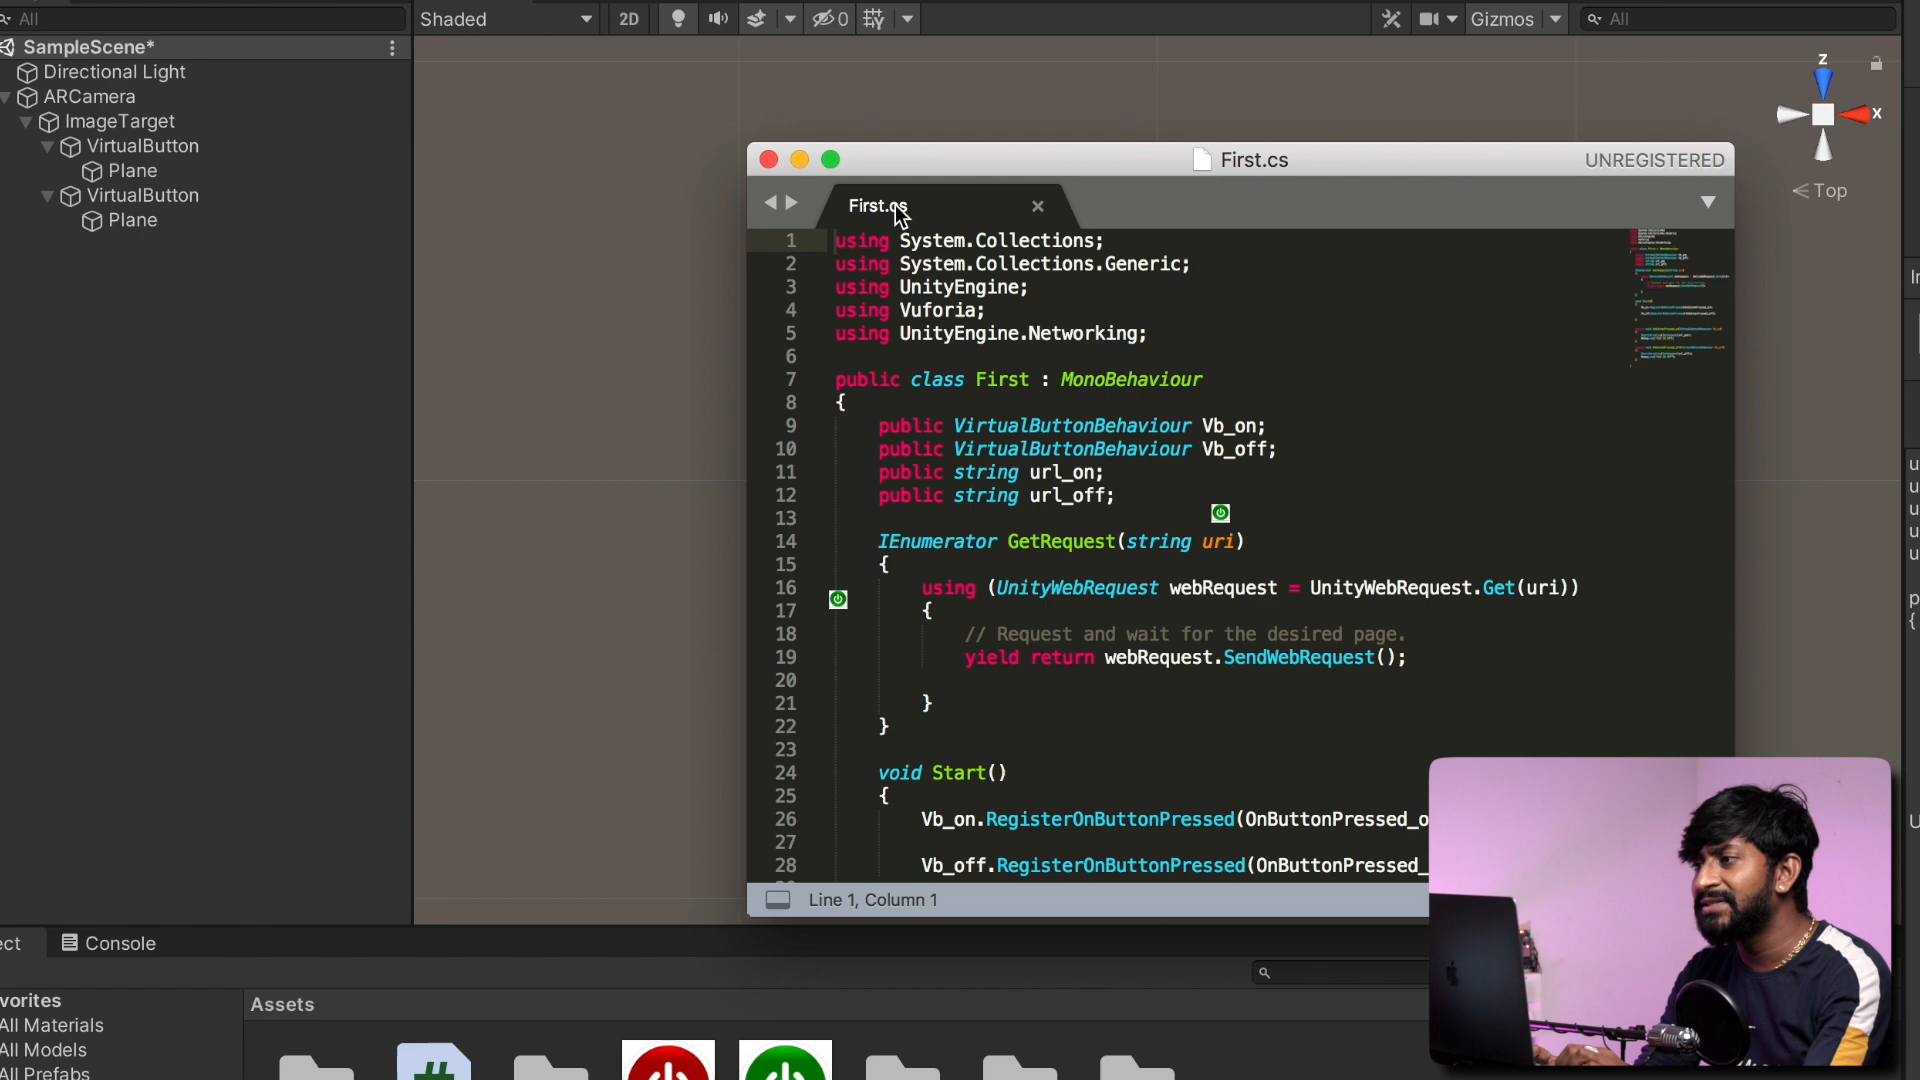 All
Shaded
2D
0
Gizmos
All
SampleScene*
Directional Light
ARCamera
ImageTarget
VirtualButton
Plane
VirtualButton
Plane
Z
X
Top
First.cs
UNREGISTERED
First.cs
1 using System.Collections;
2 using System.Collections.Generic;
3 using UnityEngine;
4 using Vuforia;
5 using UnityEngine.Networking;
6
7 public class First : MonoBehaviour
8 {
9 public VirtualButtonBehaviour Vb_on;
10 public VirtualButtonBehaviour Vb_off;
11 public string url_on;
12 public string url_off;
13
14 IEnumerator GetRequest(string uri)
15 {
16 using (UnityWebRequest webRequest = UnityWebRequest.Get(uri))
17 {
18 // Request and wait for the desired page.
19 yield return webRequest.SendWebRequest();
20
21 }
22 }
23
24 void Start()
25 {
26 Vb_on.RegisterOnButtonPressed(OnButtonPressed_o
27
28 Vb_off.RegisterOnButtonPressed(OnButtonPressed_
Line 1, Column 1
ect
Console
vorites
All Materials
All Models
All Prefabs
Assets
#